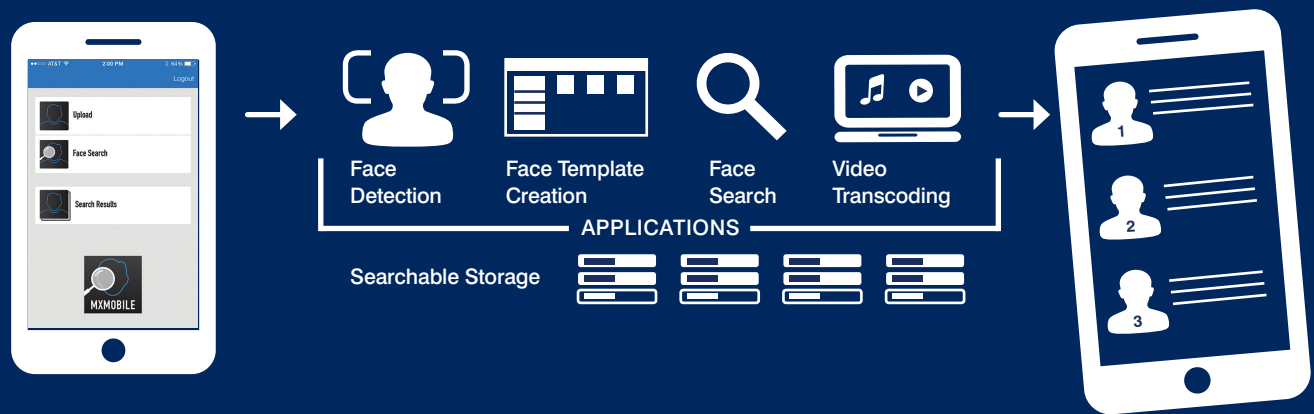 AT&T 2:00 PM 64%
Logout
Upload
Face Search
Search Results
MXMOBILE
Face
Detection
Face Template
Creation
Face
Search
Video
Transcoding
APPLICATIONS
Searchable Storage
1
2
3